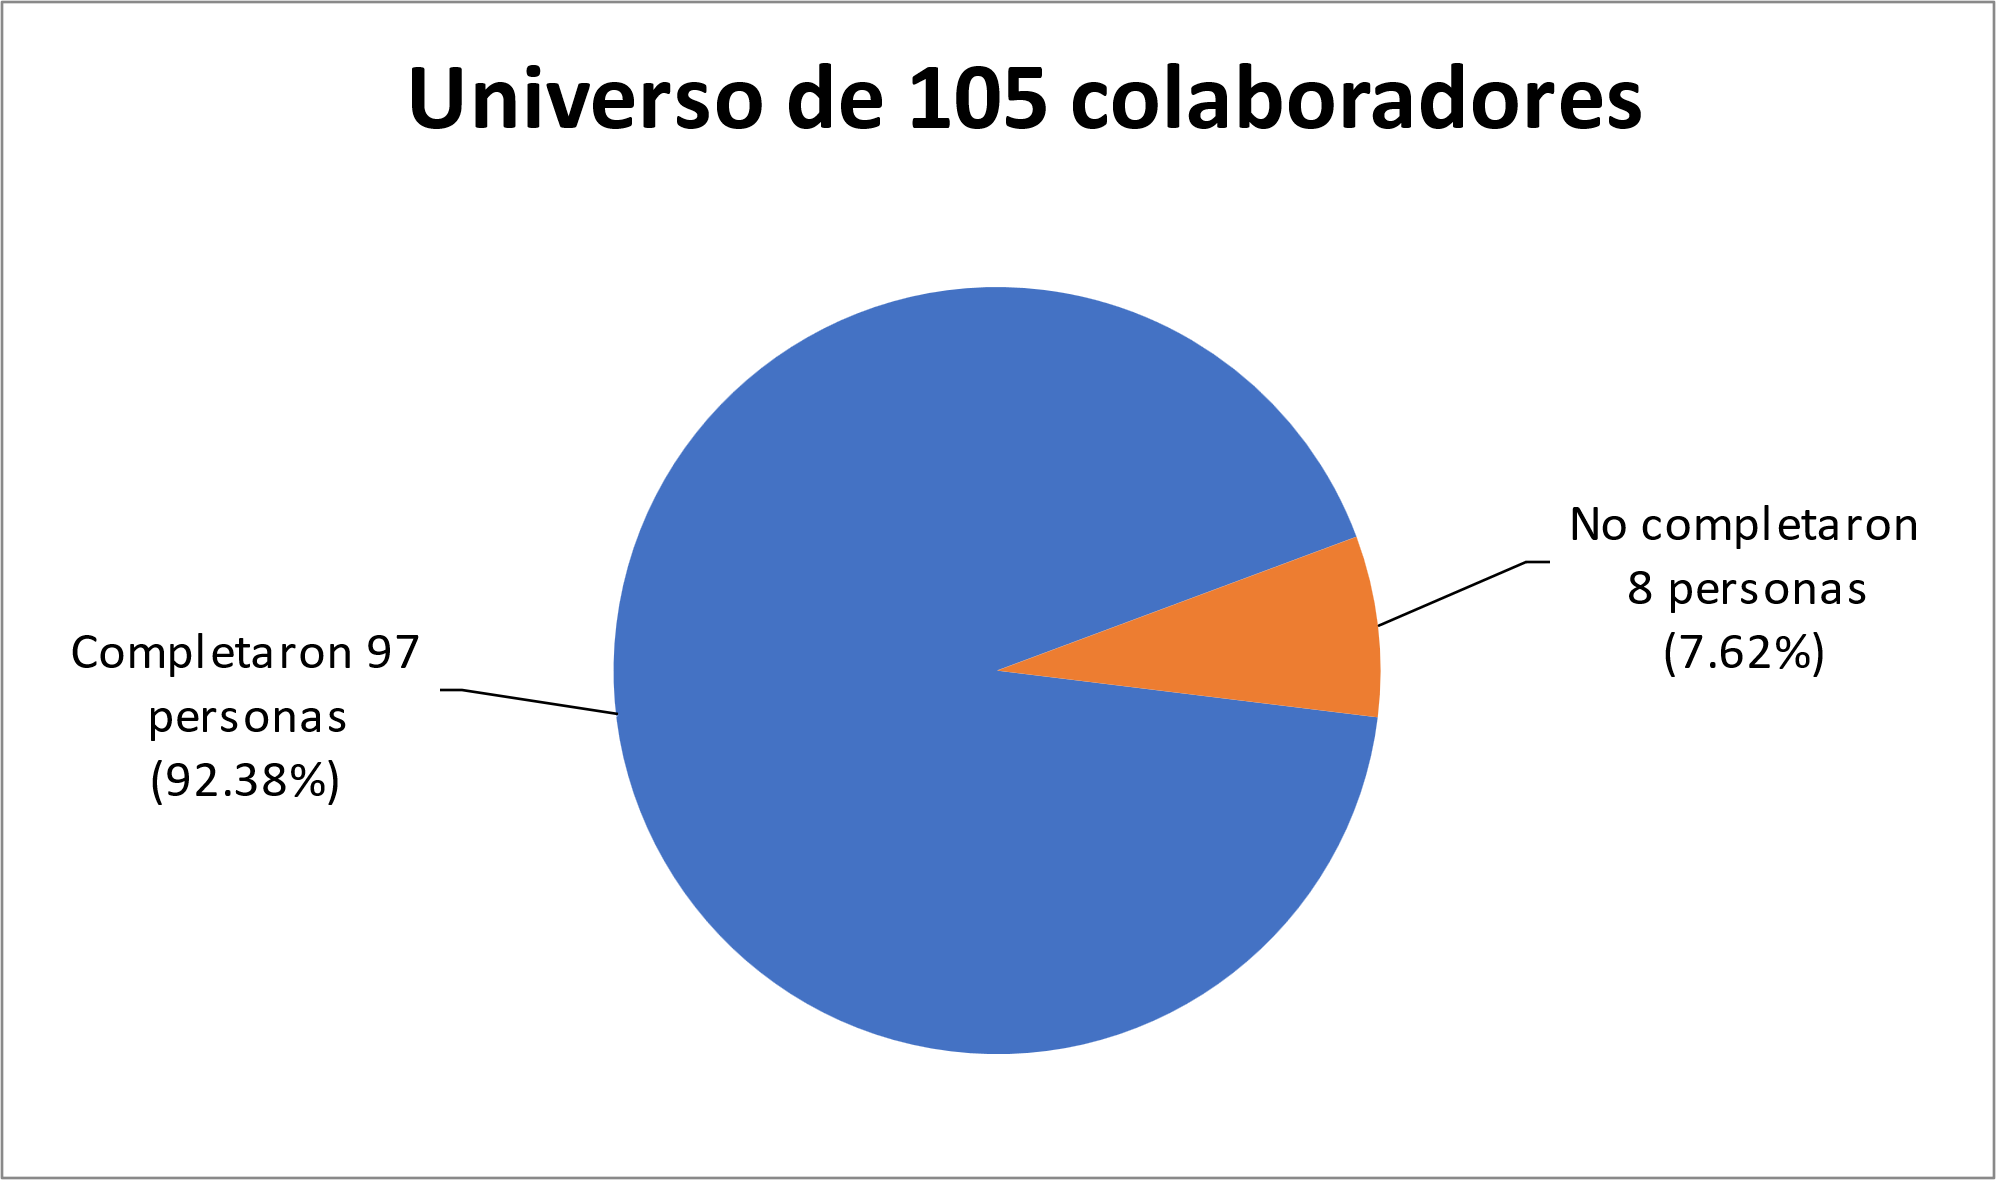 Universo de 105 colaboradores
No completaron
8 personas
(7.62%)
Completaron 97
personas
(92.38%)